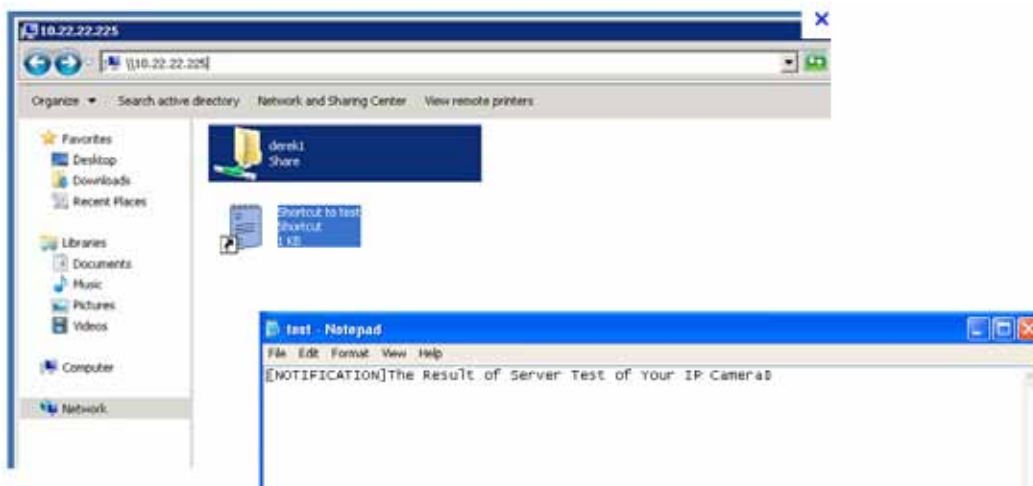 10.22.22.225
\\10.22.22.225
Organize Search active directory Network and Sharing Center View remote printers
Favorites
Desktop
Downloads
Recent Places
Libraries
Documents
Music
Pictures
Videos
Computer
Network
derek1
Share
Shortcut to test
Shortcut
1 KB
test - Notepad
File Edit Format View Help
[NOTIFICATION]The Result of Server Test of Your IP Camera